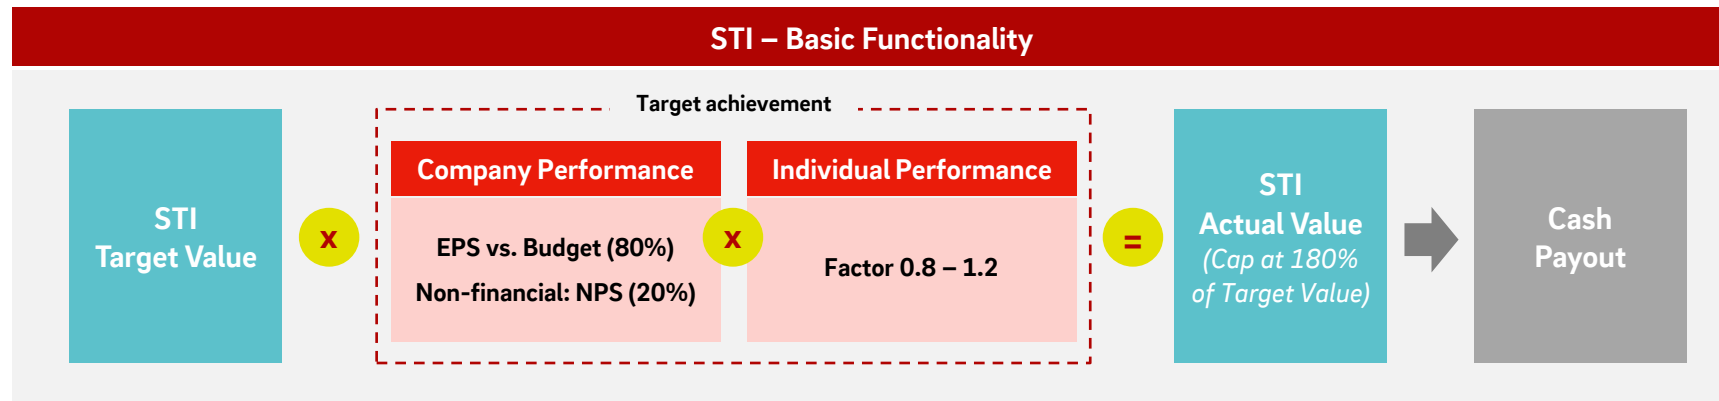 STI – Basic Functionality
Target achievement
STI
Target Value
x
Company Performance
EPS vs. Budget (80%)
Non-financial: NPS (20%)
x
Individual Performance
Factor 0.8 – 1.2
=
STI
Actual Value
(Cap at 180%
of Target Value)
Cash
Payout